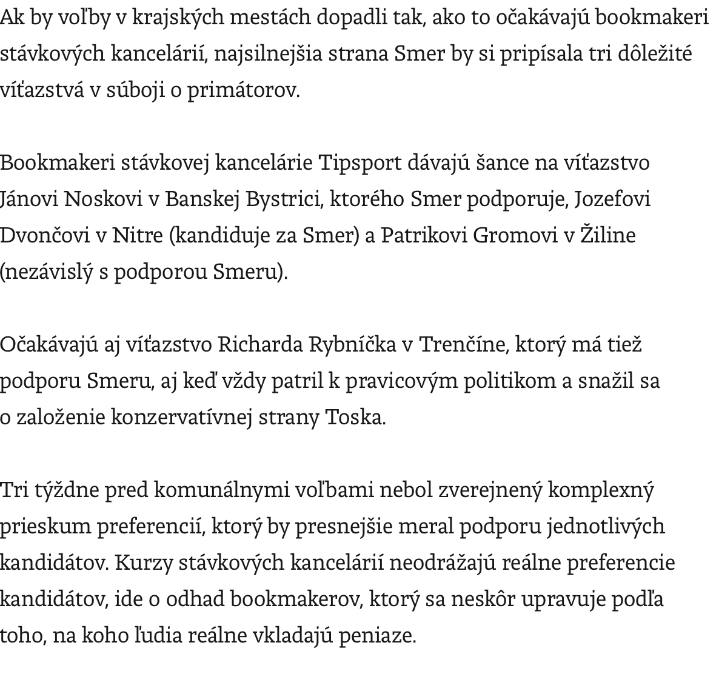 Ak by voľby v krajských mestách dopadli tak, ako to očakávajú bookmakeri
stávkových kancelárií, najsilnejšia strana Smer by si pripísala tri dôležité
víťazstvá v súboji o primátorov.
Bookmakeri stávkovej kancelárie Tipsport dávajú šance na víťazstvo
Jánovi Noskovi v Banskej Bystrici, ktorého Smer podporuje, Jozefovi
Dvončovi v Nitre (kandiduje za Smer) a Patrikovi Gromovi v Žiline
(nezávislý s podporou Smeru).
Očakávajú aj víťazstvo Richarda Rybníčka v Trenčíne, ktorý má tiež
podporu Smeru, aj keď vždy patril k pravicovým politikom a snažil sa
o založenie konzervatívnej strany Toska.
Tri týždne pred komunálnymi voľbami nebol zverejnený komplexný
prieskum preferencií, ktorý by presnejšie meral podporu jednotlivých
kandidátov. Kurzy stávkových kancelárií neodrážajú reálne preferencie
kandidátov, ide o odhad bookmakerov, ktorý sa neskôr upravuje podľa
toho, na koho ľudia reálne vkladajú peniaze.